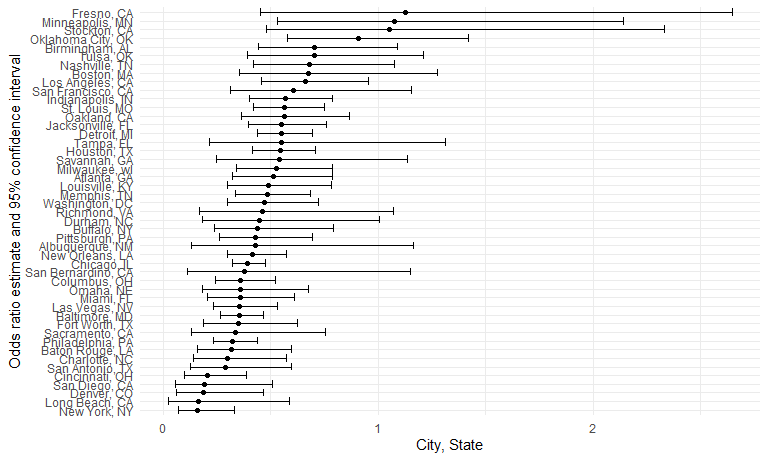 Odds ratio estimate and 95% confidence interval
Fresno, CA
Minneapolis, MN
Stockton, CA
Oklahoma City, OK
Birmingham, AL
Tulsa, OK
Nashville, TN
Boston, MA
Los Angeles, CA
San Francisco, CA
Indianapolis, IN
St. Louis, MO
Oakland, CA
Jacksonville, FL
Detroit, MI
Tampa, FL
Houston, TX
Savannah, GA
Milwaukee, wI
Atlanta, GA
Louisville, KY
Memphis, TN
Washington, DC
Richmond, VA
Durham, NC
Buffalo, NY
Pittsburgh, PA
Albuquerque, NM
New Orleans, LA
Chicago, IL
San Bernardino, CA
Columbus, OH
Omaha, NE
Miami, FL
Las Vegas, NV
Baltimore, MD
Fort Worth, TX
Sacramento, CA
Philadelphia, PA
Baton Rouge, LA
Charlotte, NC
San Antonio, TX
Cincinnati, OH
San Diego, CA
Denver, CO
Long Beach, CA
New York, NY
0 1 2
City, State